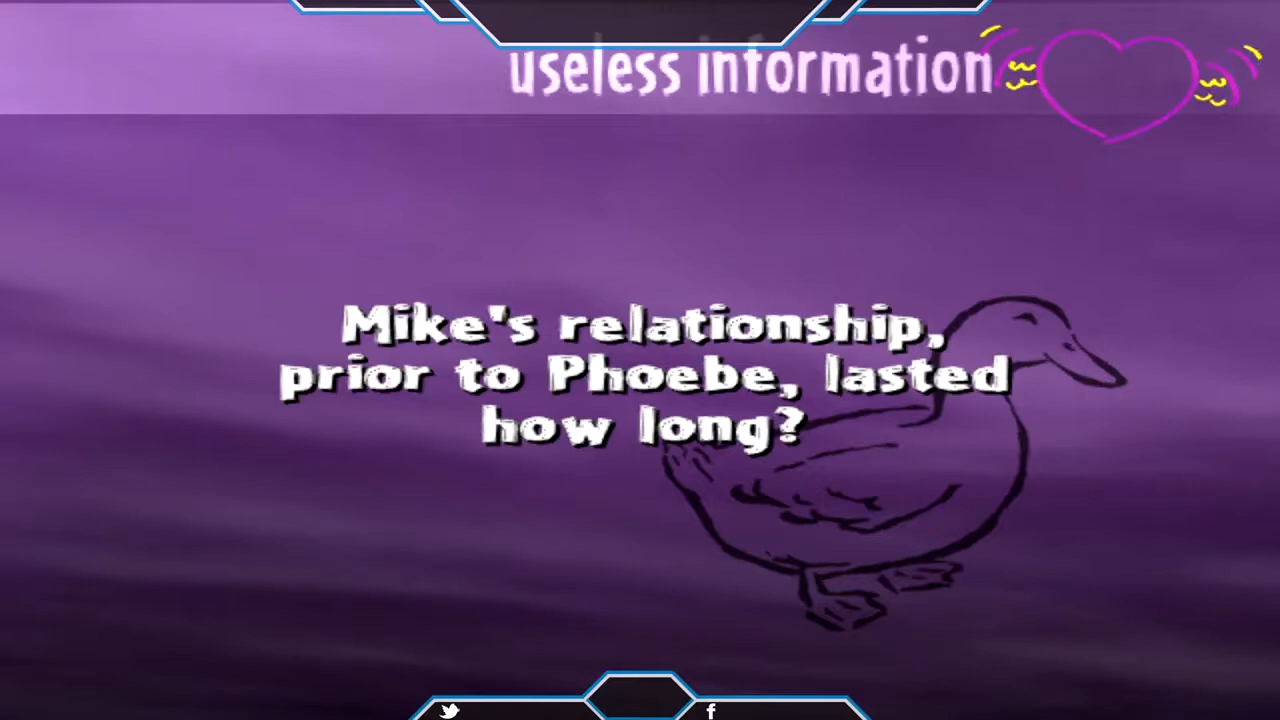 useless information
Mike's relationship,
prior to Phoebe, lasted
how long?
f